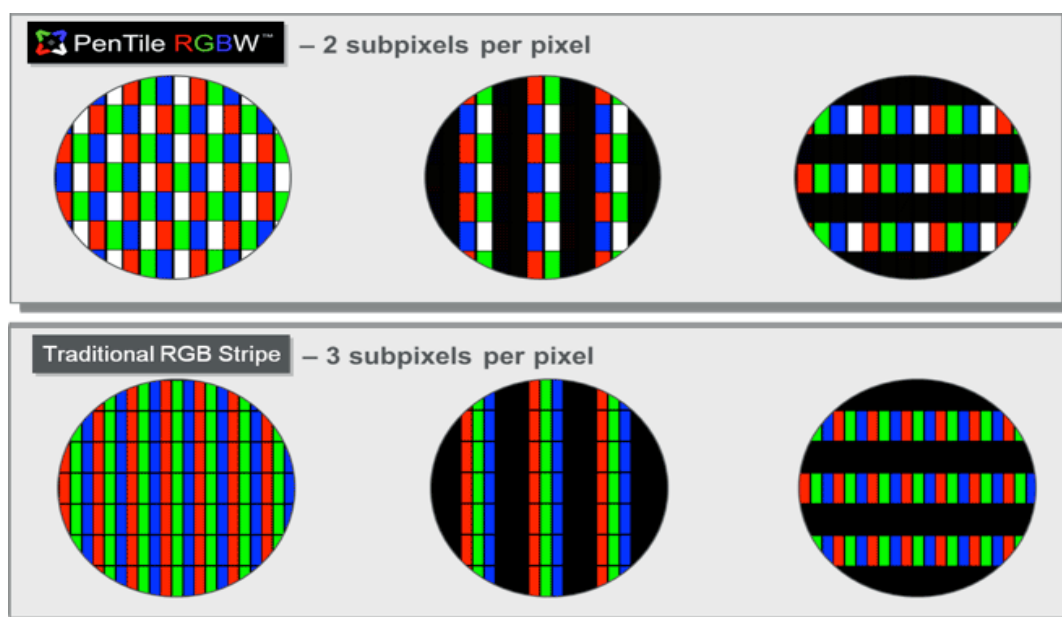 PenTile RGBW™ – 2 subpixels per pixel
Traditional RGB Stripe – 3 subpixels per pixel